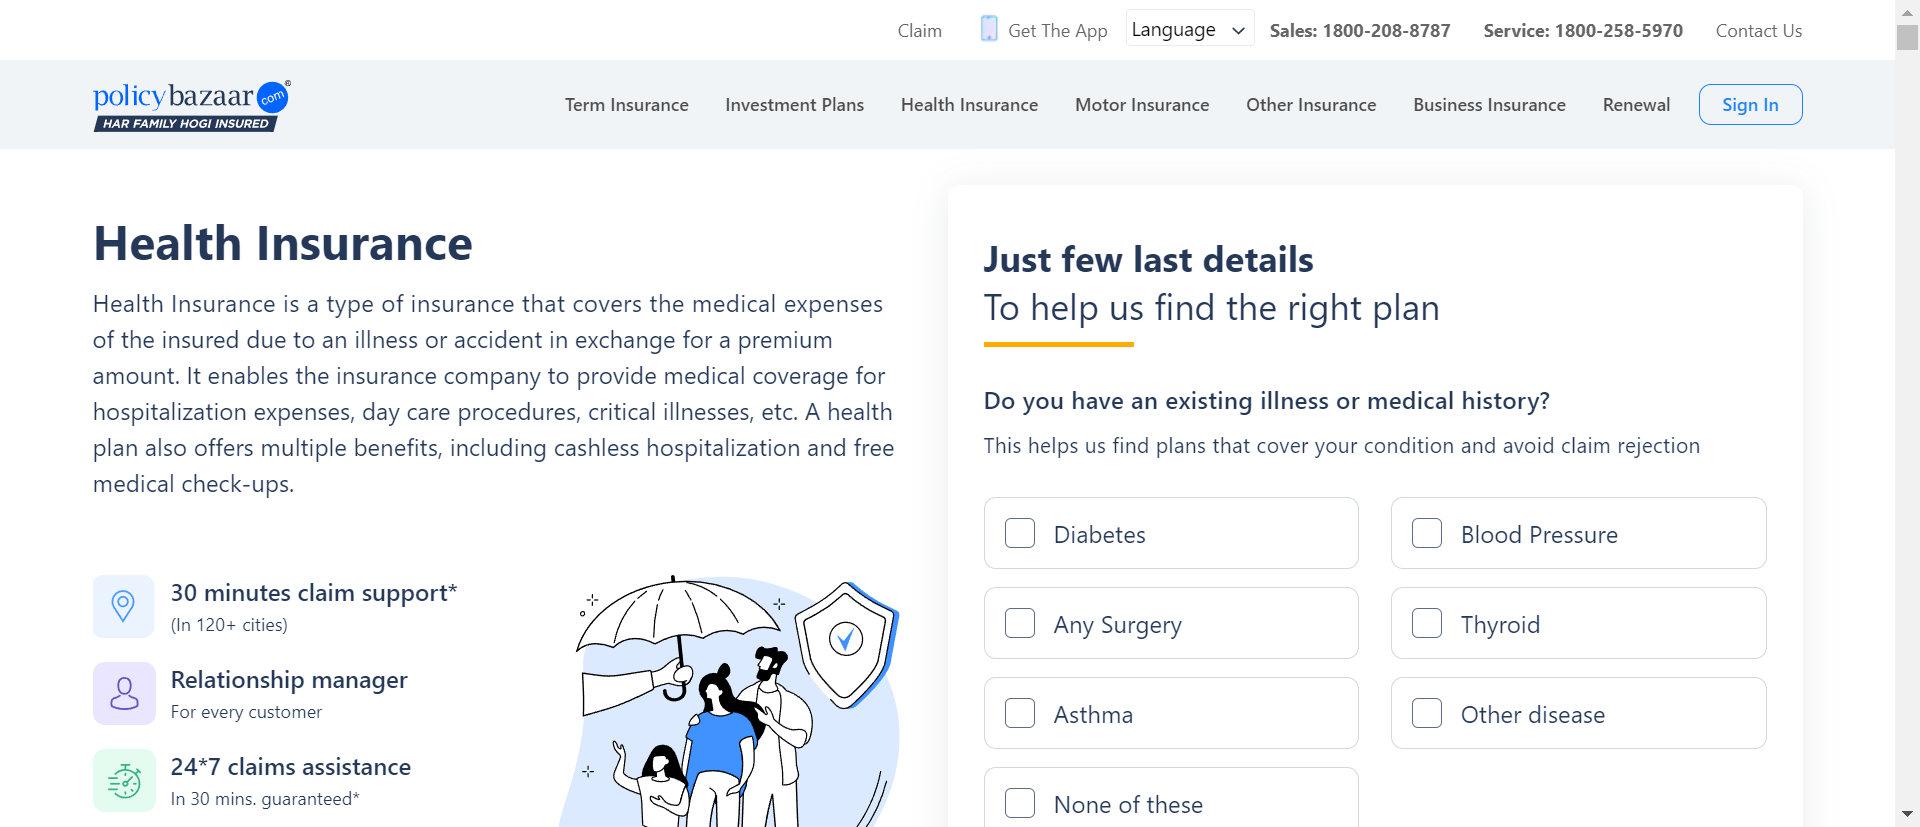 Claim
Get The App
Language
Sales: 1800-208-8787
Service: 1800-258-5970
Contact Us
policybazaar com ®
HAR FAMILY HOGI INSURED
Term Insurance
Investment Plans
Health Insurance
Motor Insurance
Other Insurance
Business Insurance
Renewal
Sign In
Health Insurance
Health Insurance is a type of insurance that covers the medical expenses
of the insured due to an illness or accident in exchange for a premium
amount. It enables the insurance company to provide medical coverage for
hospitalization expenses, day care procedures, critical illnesses, etc. A health
plan also offers multiple benefits, including cashless hospitalization and free
medical check-ups.
30 minutes claim support*
(In 120+ cities)
Relationship manager
For every customer
24*7 claims assistance
In 30 mins. guaranteed*
Just few last details
To help us find the right plan
Do you have an existing illness or medical history?
This helps us find plans that cover your condition and avoid claim rejection
Diabetes
Blood Pressure
Any Surgery
Thyroid
Asthma
Other disease
None of these